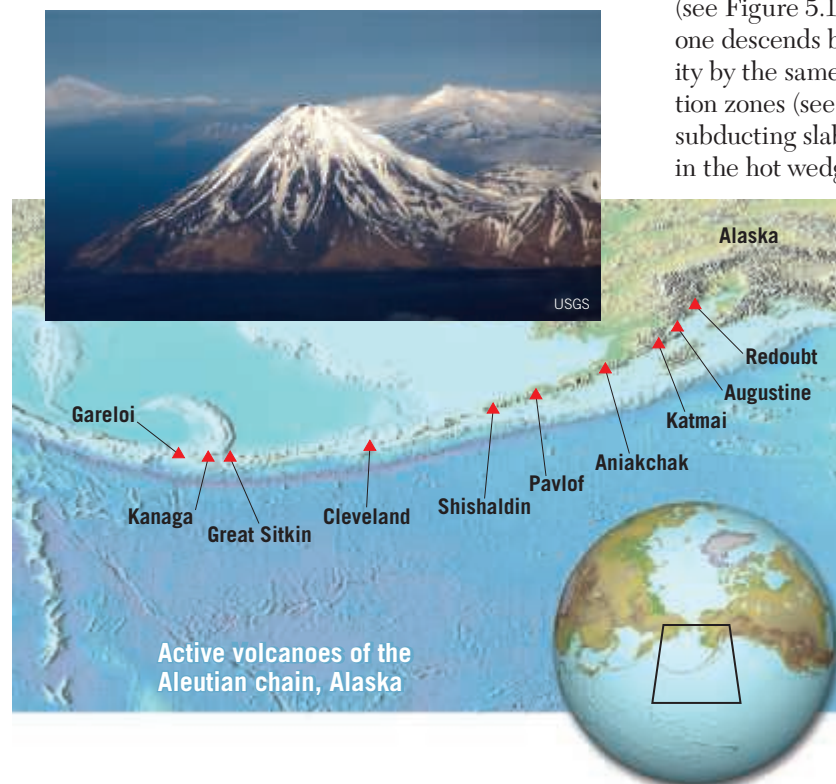 (see Figure 5.1
one descends b
ity by the same
tion zones (see
subducting slab
in the hot wedg
USGS
Alaska
Redoubt
Augustine
Katmai
Aniakchak
Pavlof
Shishaldin
Cleveland
Great Sitkin
Kanaga
Gareloi
Active volcanoes of the
Aleutian chain, Alaska